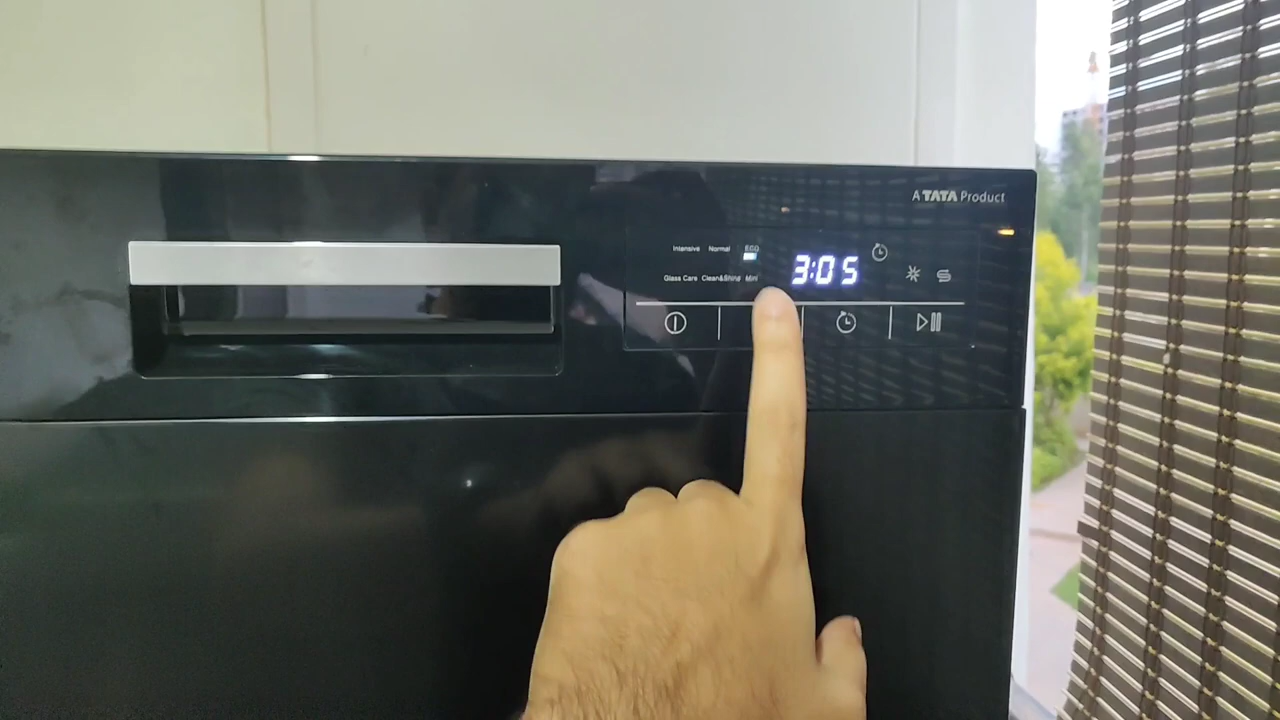 A TATA Product
Intensive Normal ECO
3:05
Glass Care Clean&Shine Mini